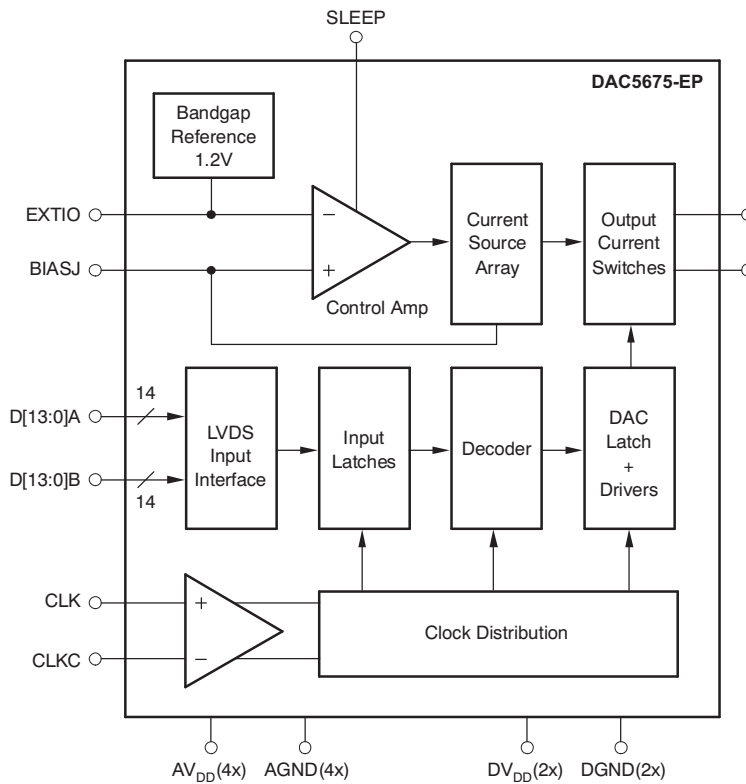 SLEEP
DAC5675-EP
Bandgap
Reference
1.2V
EXTIO
BIASJ
−
+
Control Amp
Current
Source
Array
Output
Current
Switches
14
D[13:0]A
D[13:0]B
14
LVDS
Input
Interface
Input
Latches
Decoder
DAC
Latch
+
Drivers
CLK
CLKC
+
−
Clock Distribution
AVDD(4x)
AGND(4x)
DVDD(2x)
DGND(2x)